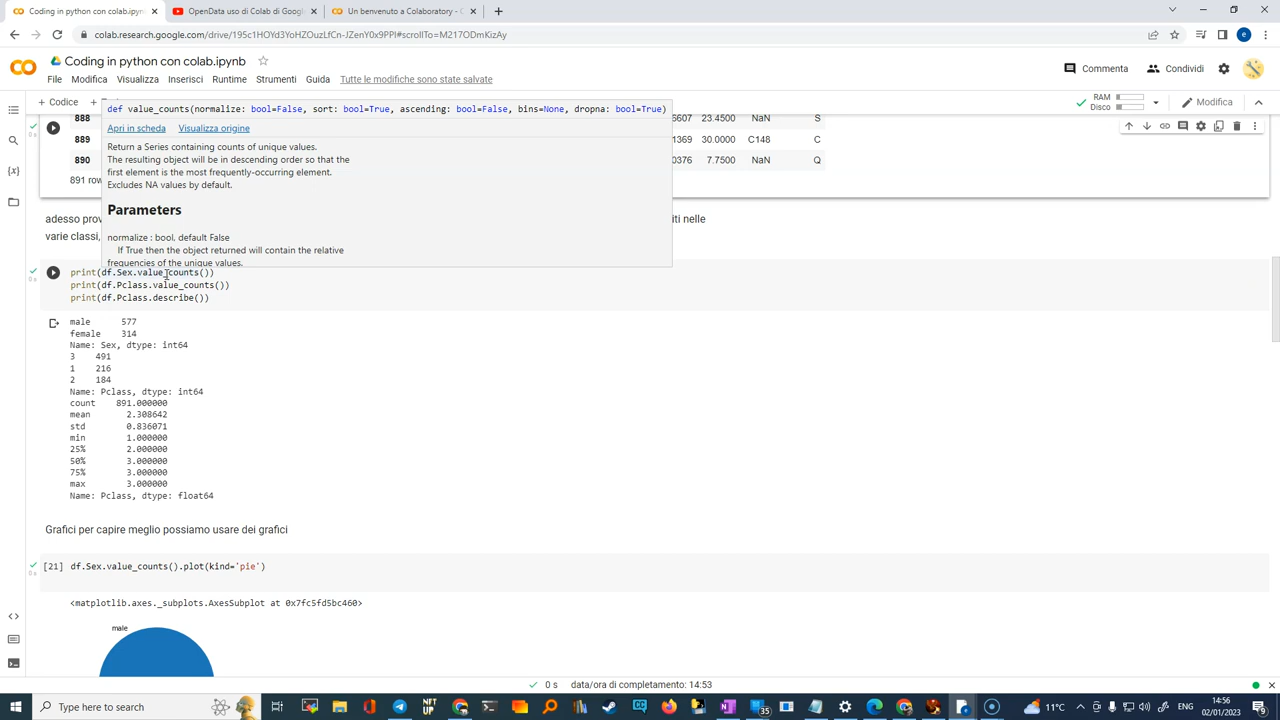 Coding in python con colab.ipynb
OpenData uso di Colab di Googl
Un benvenuto a Colaboratory - C
colab.research.google.com/drive/195c1HOYd3YoHZOuzLfCn-JZenY0x9PPl#scrollTo=M217ODmKizAy
Coding in python con colab.ipynb
Commenta
Condividi
File Modifica Visualizza Inserisci Runtime Strumenti Guida Tutte le modifiche sono state salvate
+ Codice +
RAM
Disco
Modifica
def value_counts(normalize: bool=False, sort: bool=True, ascending: bool=False, bins=None, dropna: bool=True)
Apri in scheda Visualizza origine
Return a Series containing counts of unique values.
The resulting object will be in descending order so that the
first element is the most frequently-occurring element.
Excludes NA values by default.
Parameters
normalize : bool, default False
If True then the object returned will contain the relative
frequencies of the unique values.
888 6607 23.4500 NaN S
889 1369 30.0000 C148 C
890 0376 7.7500 NaN Q
891 row
adesso prov iti nelle
varie classi,
print(df.Sex.value_counts())
print(df.Pclass.value_counts())
print(df.Pclass.describe())
0s
male 577
female 314
Name: Sex, dtype: int64
3 491
1 216
2 184
Name: Pclass, dtype: int64
count 891.000000
mean 2.308642
std 0.836071
min 1.000000
25% 2.000000
50% 3.000000
75% 3.000000
max 3.000000
Name: Pclass, dtype: float64
Grafici per capire meglio possiamo usare dei grafici
[21] df.Sex.value_counts().plot(kind='pie')
0s
<matplotlib.axes._subplots.AxesSubplot at 0x7fc5fd5bc460>
male
0 s data/ora di completamento: 14:53
Type here to search
NFT UP
35
11°C
ENG
14:56
02/01/2023